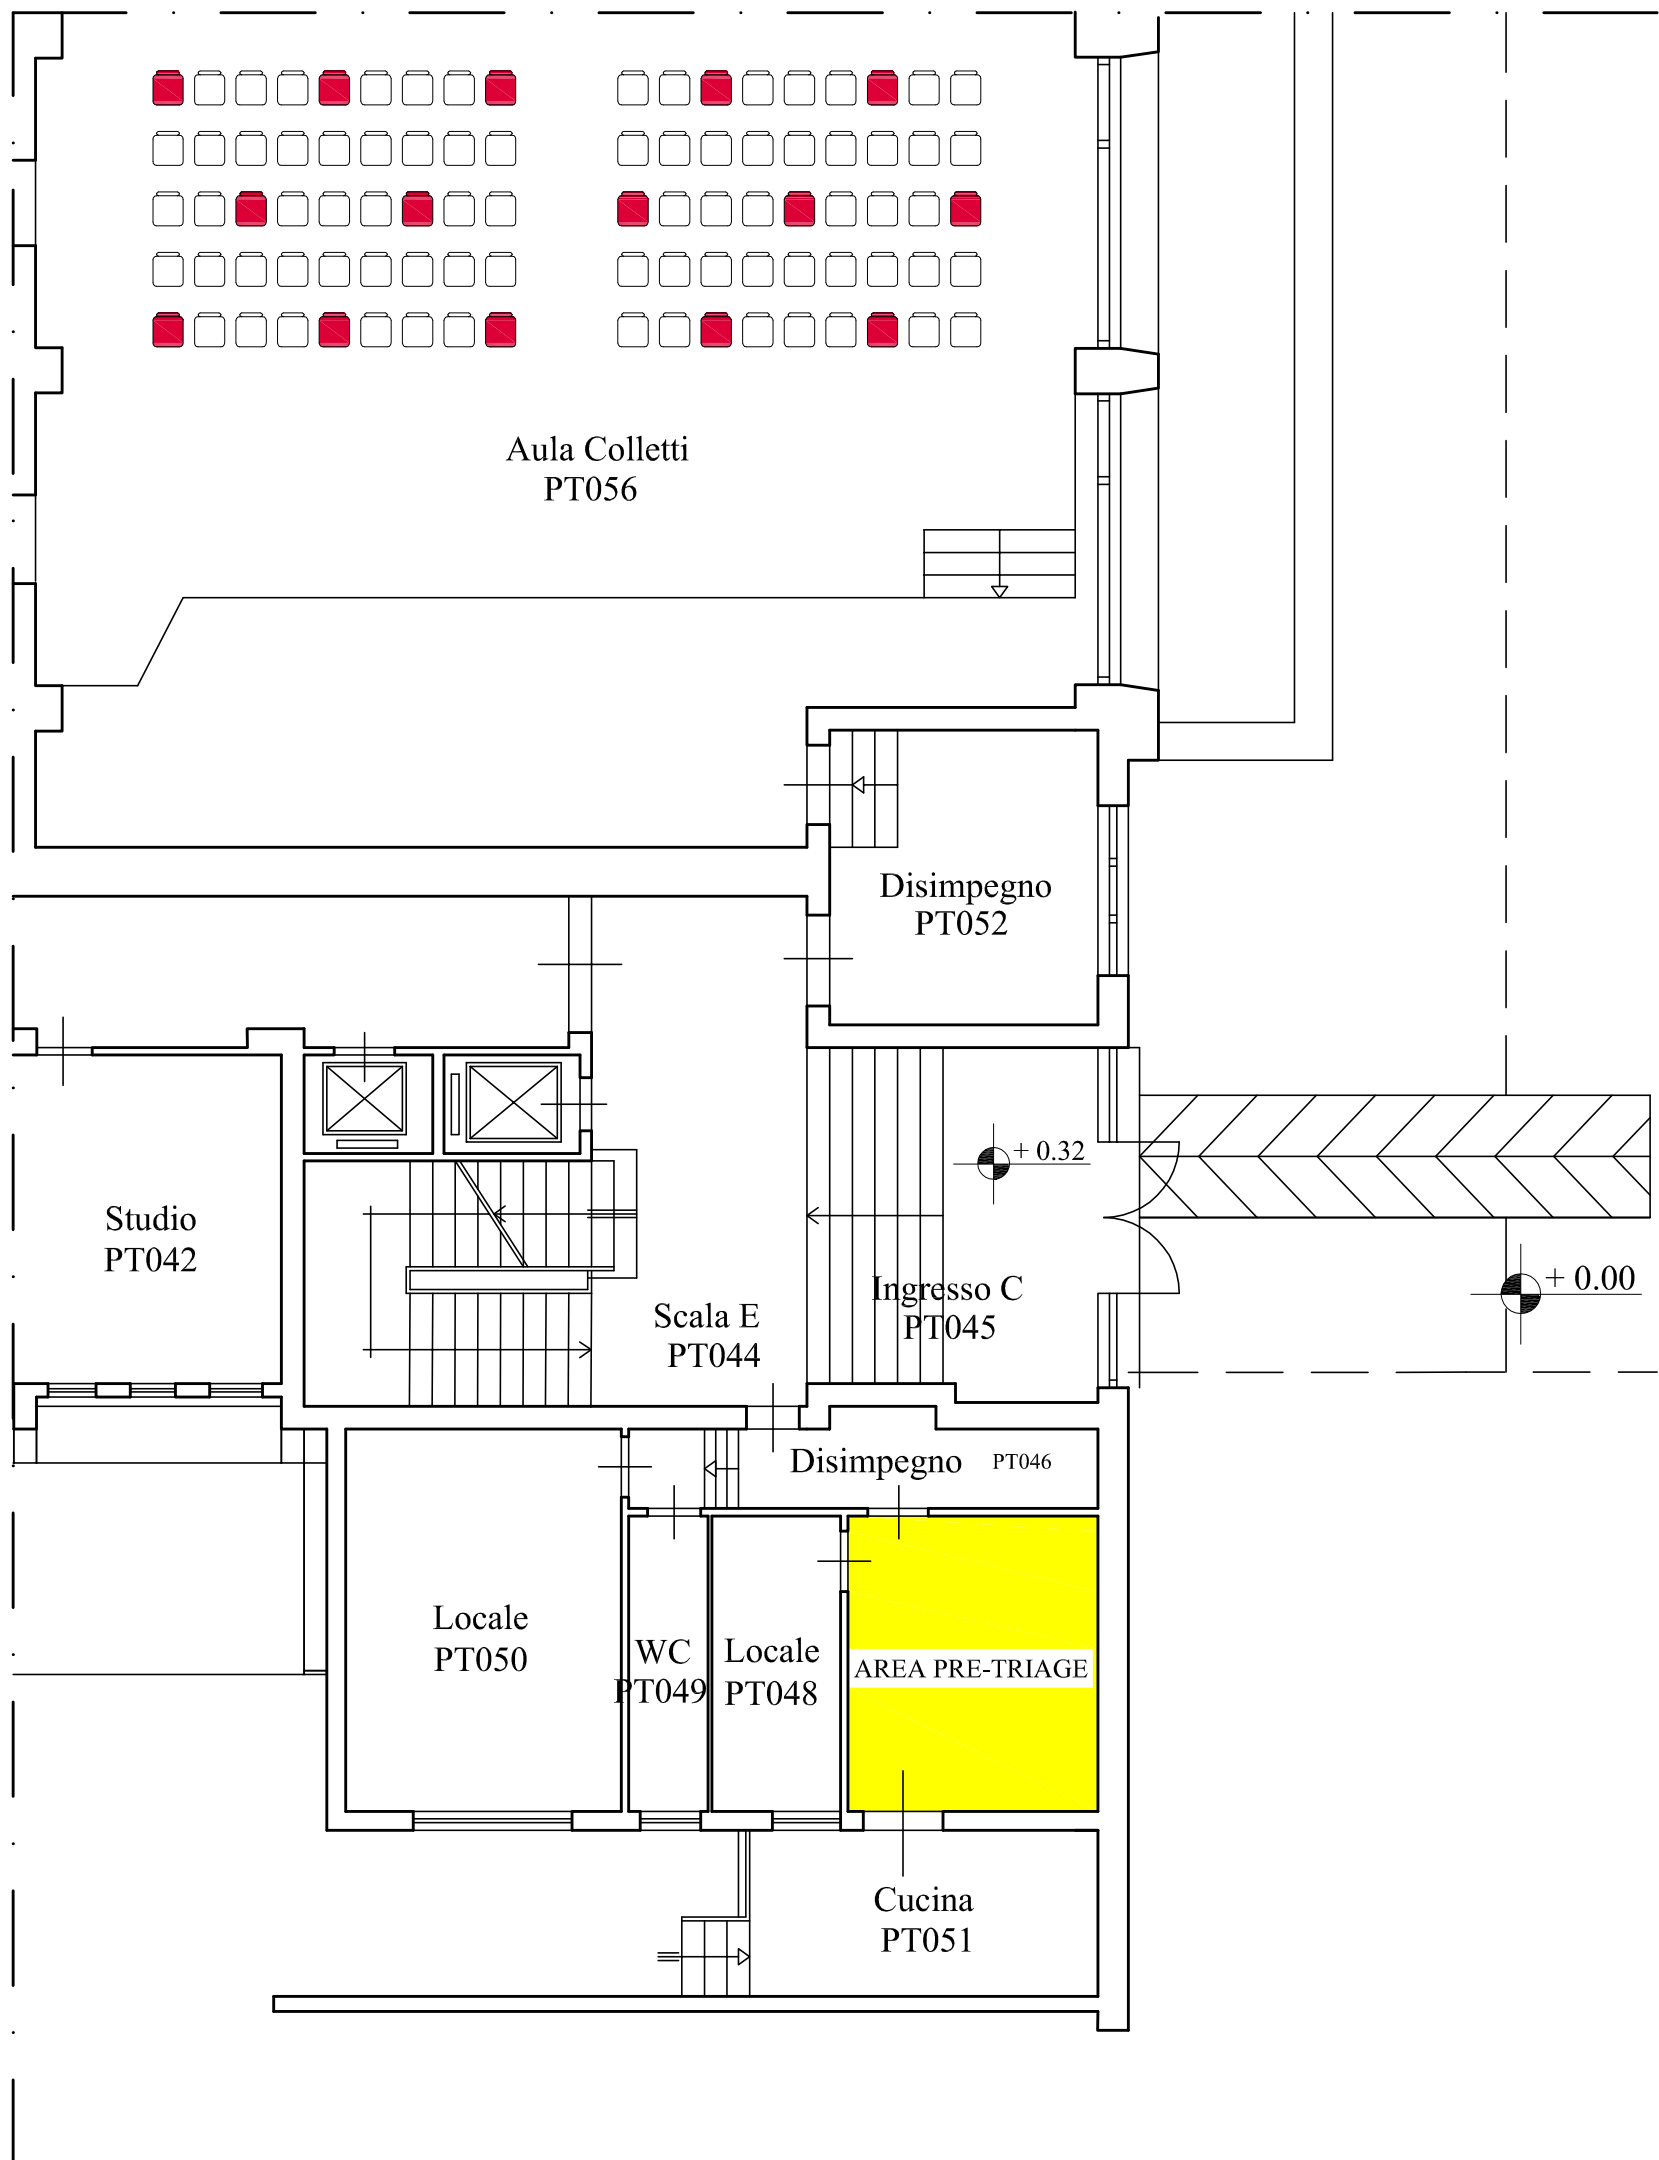 Aula Colletti
PT056
Disimpegno
PT052
+ 0.32
Studio
PT042
+ 0.00
Ingresso C
PT045
Scala E
PT044
Disimpegno PT046
Locale
PT050
WC
PT049
Locale
PT048
AREA PRE-TRIAGE
Cucina
PT051